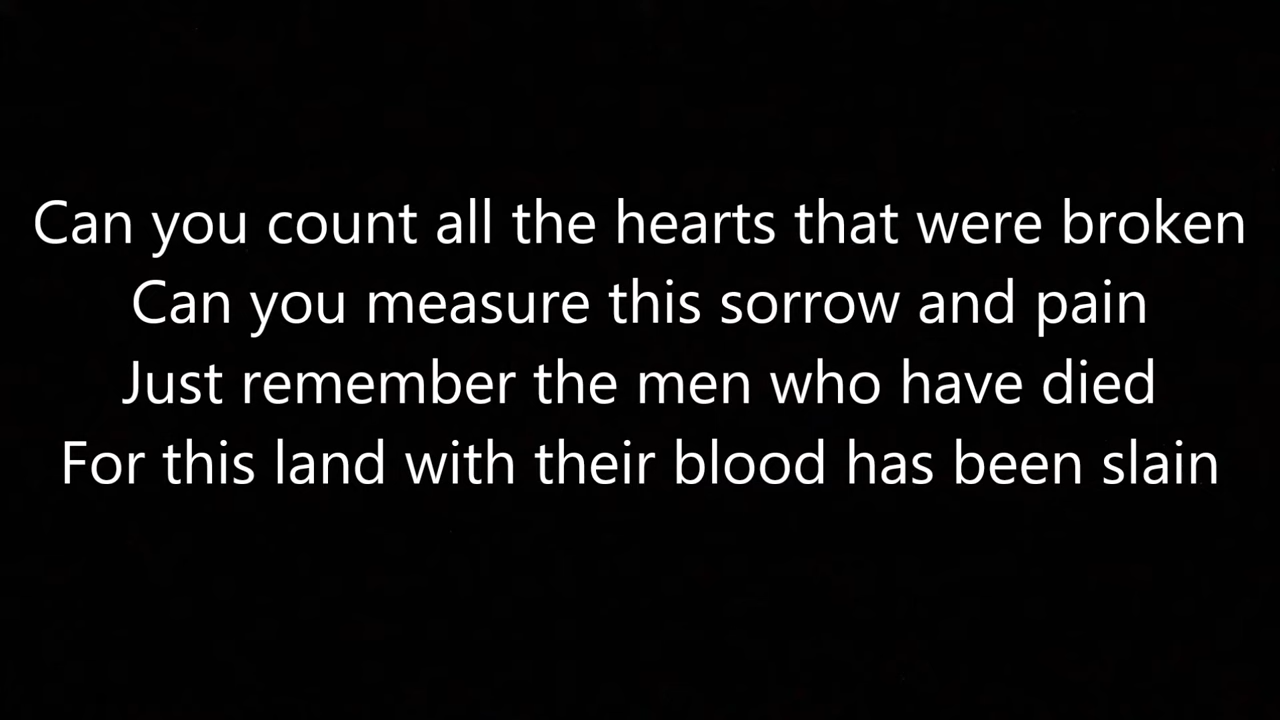 Can you count all the hearts that were broken
Can you measure this sorrow and pain
Just remember the men who have died
For this land with their blood has been slain